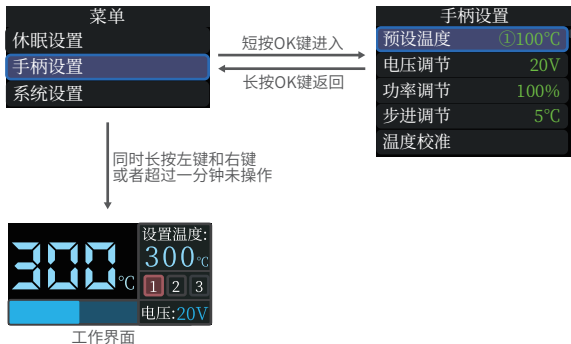 菜单
休眠设置
手柄设置
系统设置
短按OK键进入
长按OK键返回
手柄设置
预设温度 ①100℃
电压调节 20V
功率调节 100%
步进调节 5℃
温度校准
同时长按左键和右键
或者超过一分钟未操作
300℃
设置温度:
300℃
1 2 3
电压:20V
工作界面